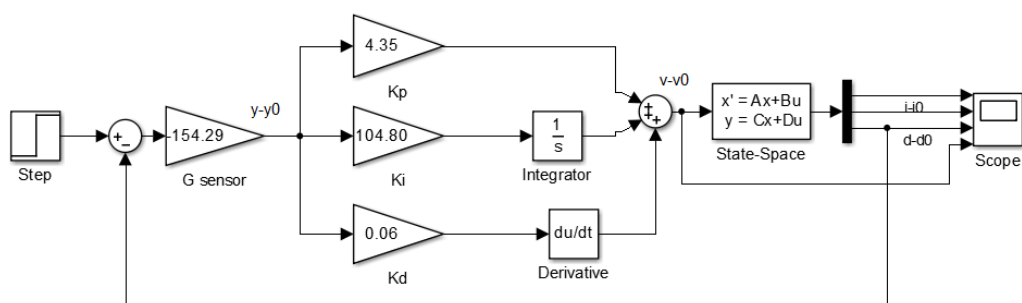 4.35
Kp
y-y0
v-v0
+
−
-154.29
G sensor
Step
104.80
Ki
1
s
Integrator
+
+
+
x' = Ax+Bu
y = Cx+Du
State-Space
i-i0
d-d0
Scope
0.06
Kd
du/dt
Derivative